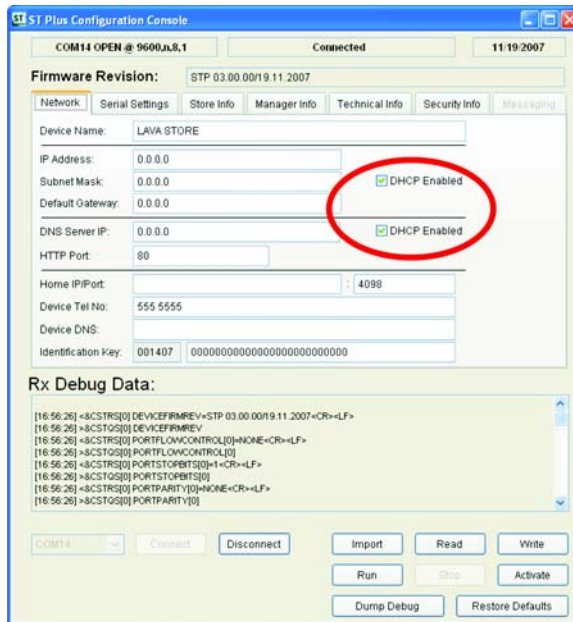 ST Plus Configuration Console
COM14 OPEN @ 9600,n,8,1 Connected 11/19/2007
Firmware Revision: STP 03.00.00/19.11.2007
Network Serial Settings Store Info Manager Info Technical Info Security Info Messaging
Device Name: LAVA STORE
IP Address: 0.0.0.0
Subnet Mask: 0.0.0.0 DHCP Enabled
Default Gateway: 0.0.0.0
DNS Server IP: 0.0.0.0 DHCP Enabled
HTTP Port: 80
Home IP/Port: : 4098
Device Tel No: 555 5555
Device DNS:
Identification Key: 001407 00000000000000000000000000
Rx Debug Data:
[16:56:26] <&CSTRS[0] DEVICEFIRMREV=STP 03.00.00/19.11.2007<CR><LF>
[16:56:26] >&CSTQS[0] DEVICEFIRMREV
[16:56:26] <&CSTRS[0] PORTFLOWCONTROL[0]=NONE<CR><LF>
[16:56:26] >&CSTQS[0] PORTFLOWCONTROL[0]
[16:56:26] <&CSTRS[0] PORTSTOPBITS[0]=1<CR><LF>
[16:56:26] >&CSTQS[0] PORTSTOPBITS[0]
[16:56:26] <&CSTRS[0] PORTPARITY[0]=NONE<CR><LF>
[16:56:26] >&CSTQS[0] PORTPARITY[0]
COM14 Connect Disconnect Import Read Write
Run Stop Activate
Dump Debug Restore Defaults